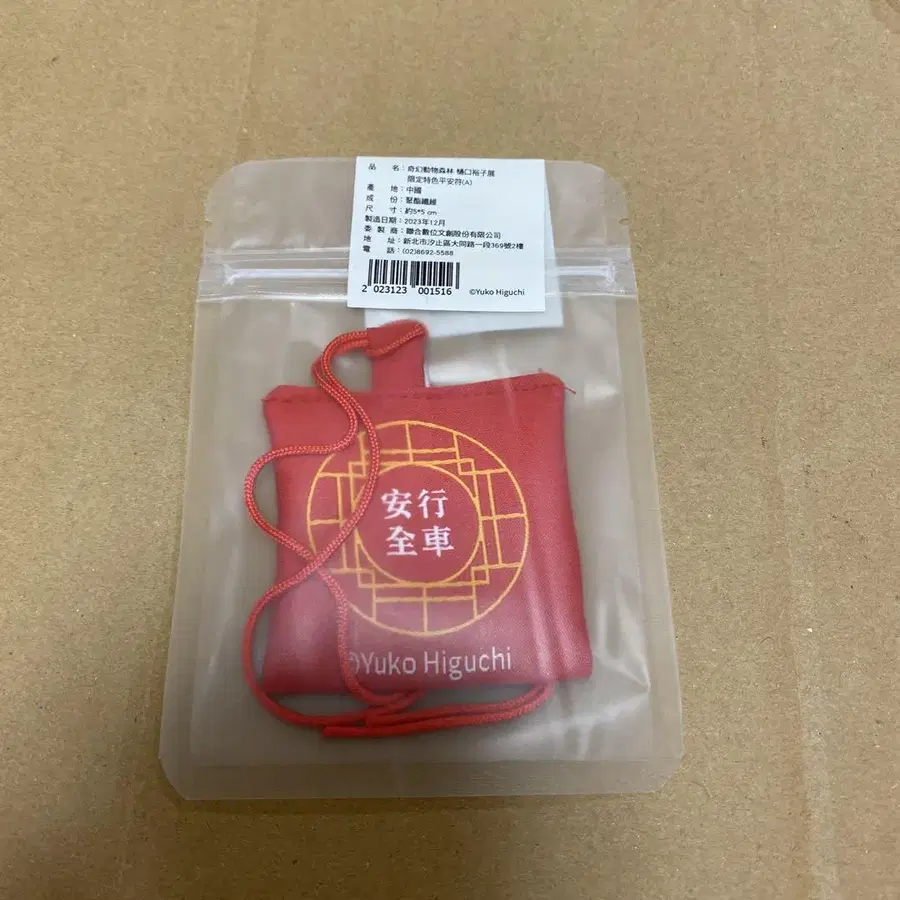 品 名：奇幻動物森林 樋口裕子展
限定特色平安符(A)
產 地：中國
成 份：聚酯纖維
尺 寸：約5*5 cm
製造日期：2023年12月
委 製 商：聯合數位文創股份有限公司
地 址：新北市汐止區大同路一段369號2樓
電 話：(02)8692-5588
2 023123 001516
©Yuko Higuchi
安行
全車
©Yuko Higuchi